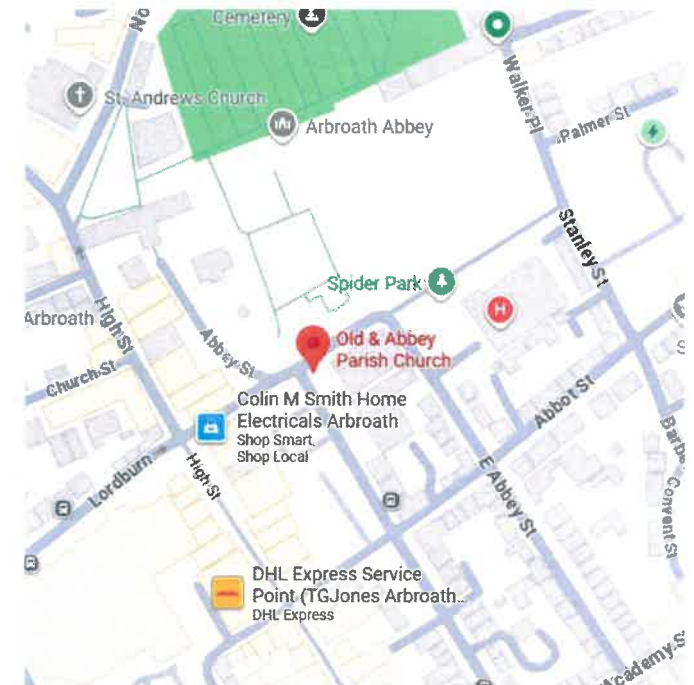 Cemetery
No
St. Andrews Church
Arbroath Abbey
Walker Pl
Palmer St
Stanley St
Spider Park
H
Arbroath
High St
Abbey St
Old & Abbey
Parish Church
Church St
Colin M Smith Home
Electricals Arbroath
Shop Smart,
Shop Local
Abbot St
Lordburn
High St
E Abbey St
Barbe
Convent St
DHL Express Service
Point (TGJones Arbroath...
DHL Express
Academy S